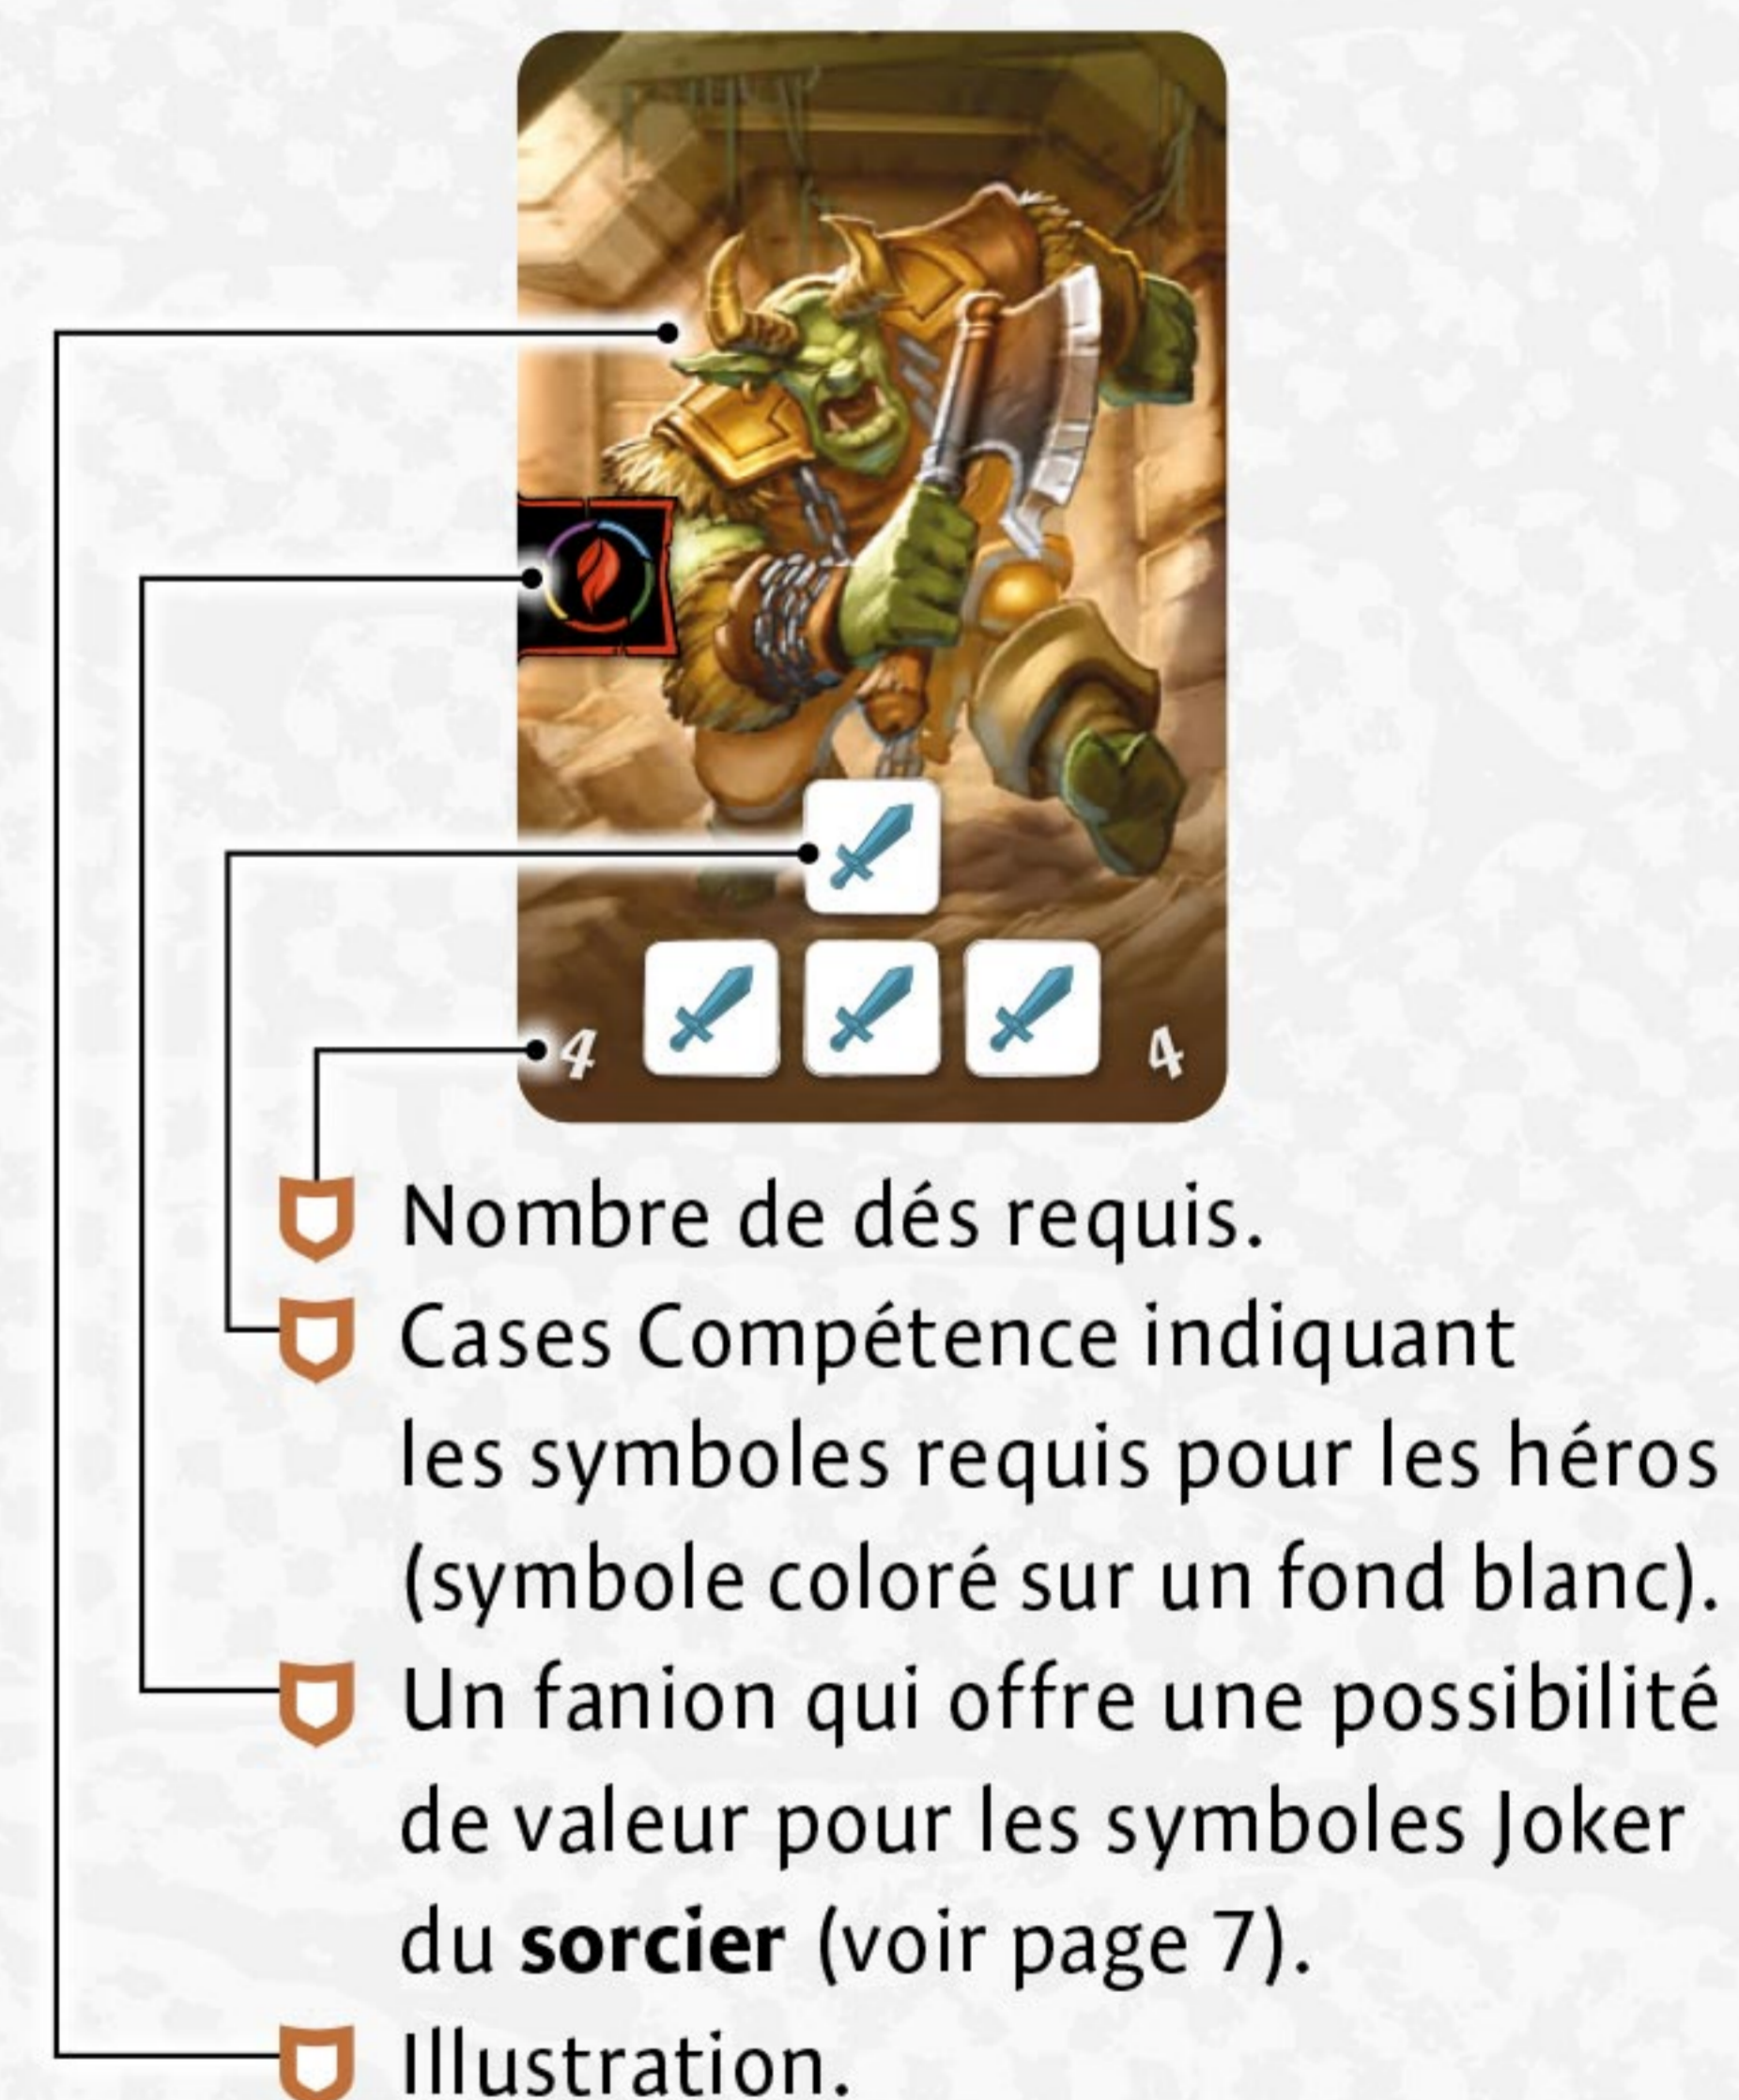 4 4
Nombre de dés requis.
Cases Compétence indiquant
les symboles requis pour les héros
(symbole coloré sur un fond blanc).
Un fanion qui offre une possibilité
de valeur pour les symboles Joker
du sorcier (voir page 7).
Illustration.